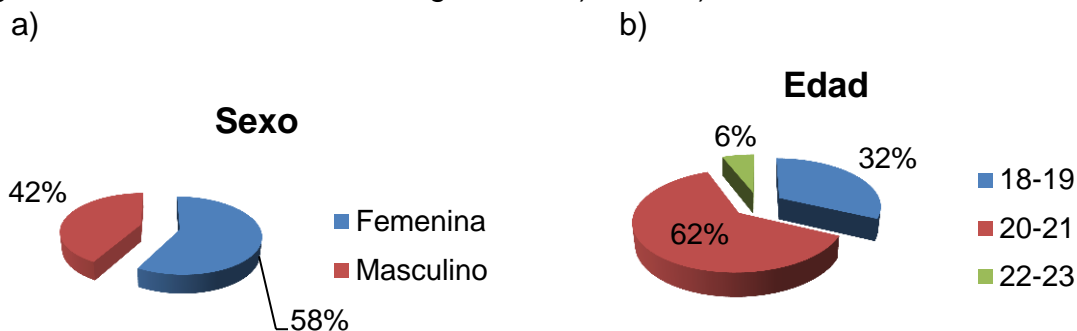 a)
b)
Sexo
42%
58%
Femenina
Masculino
Edad
6%
32%
62%
18-19
20-21
22-23